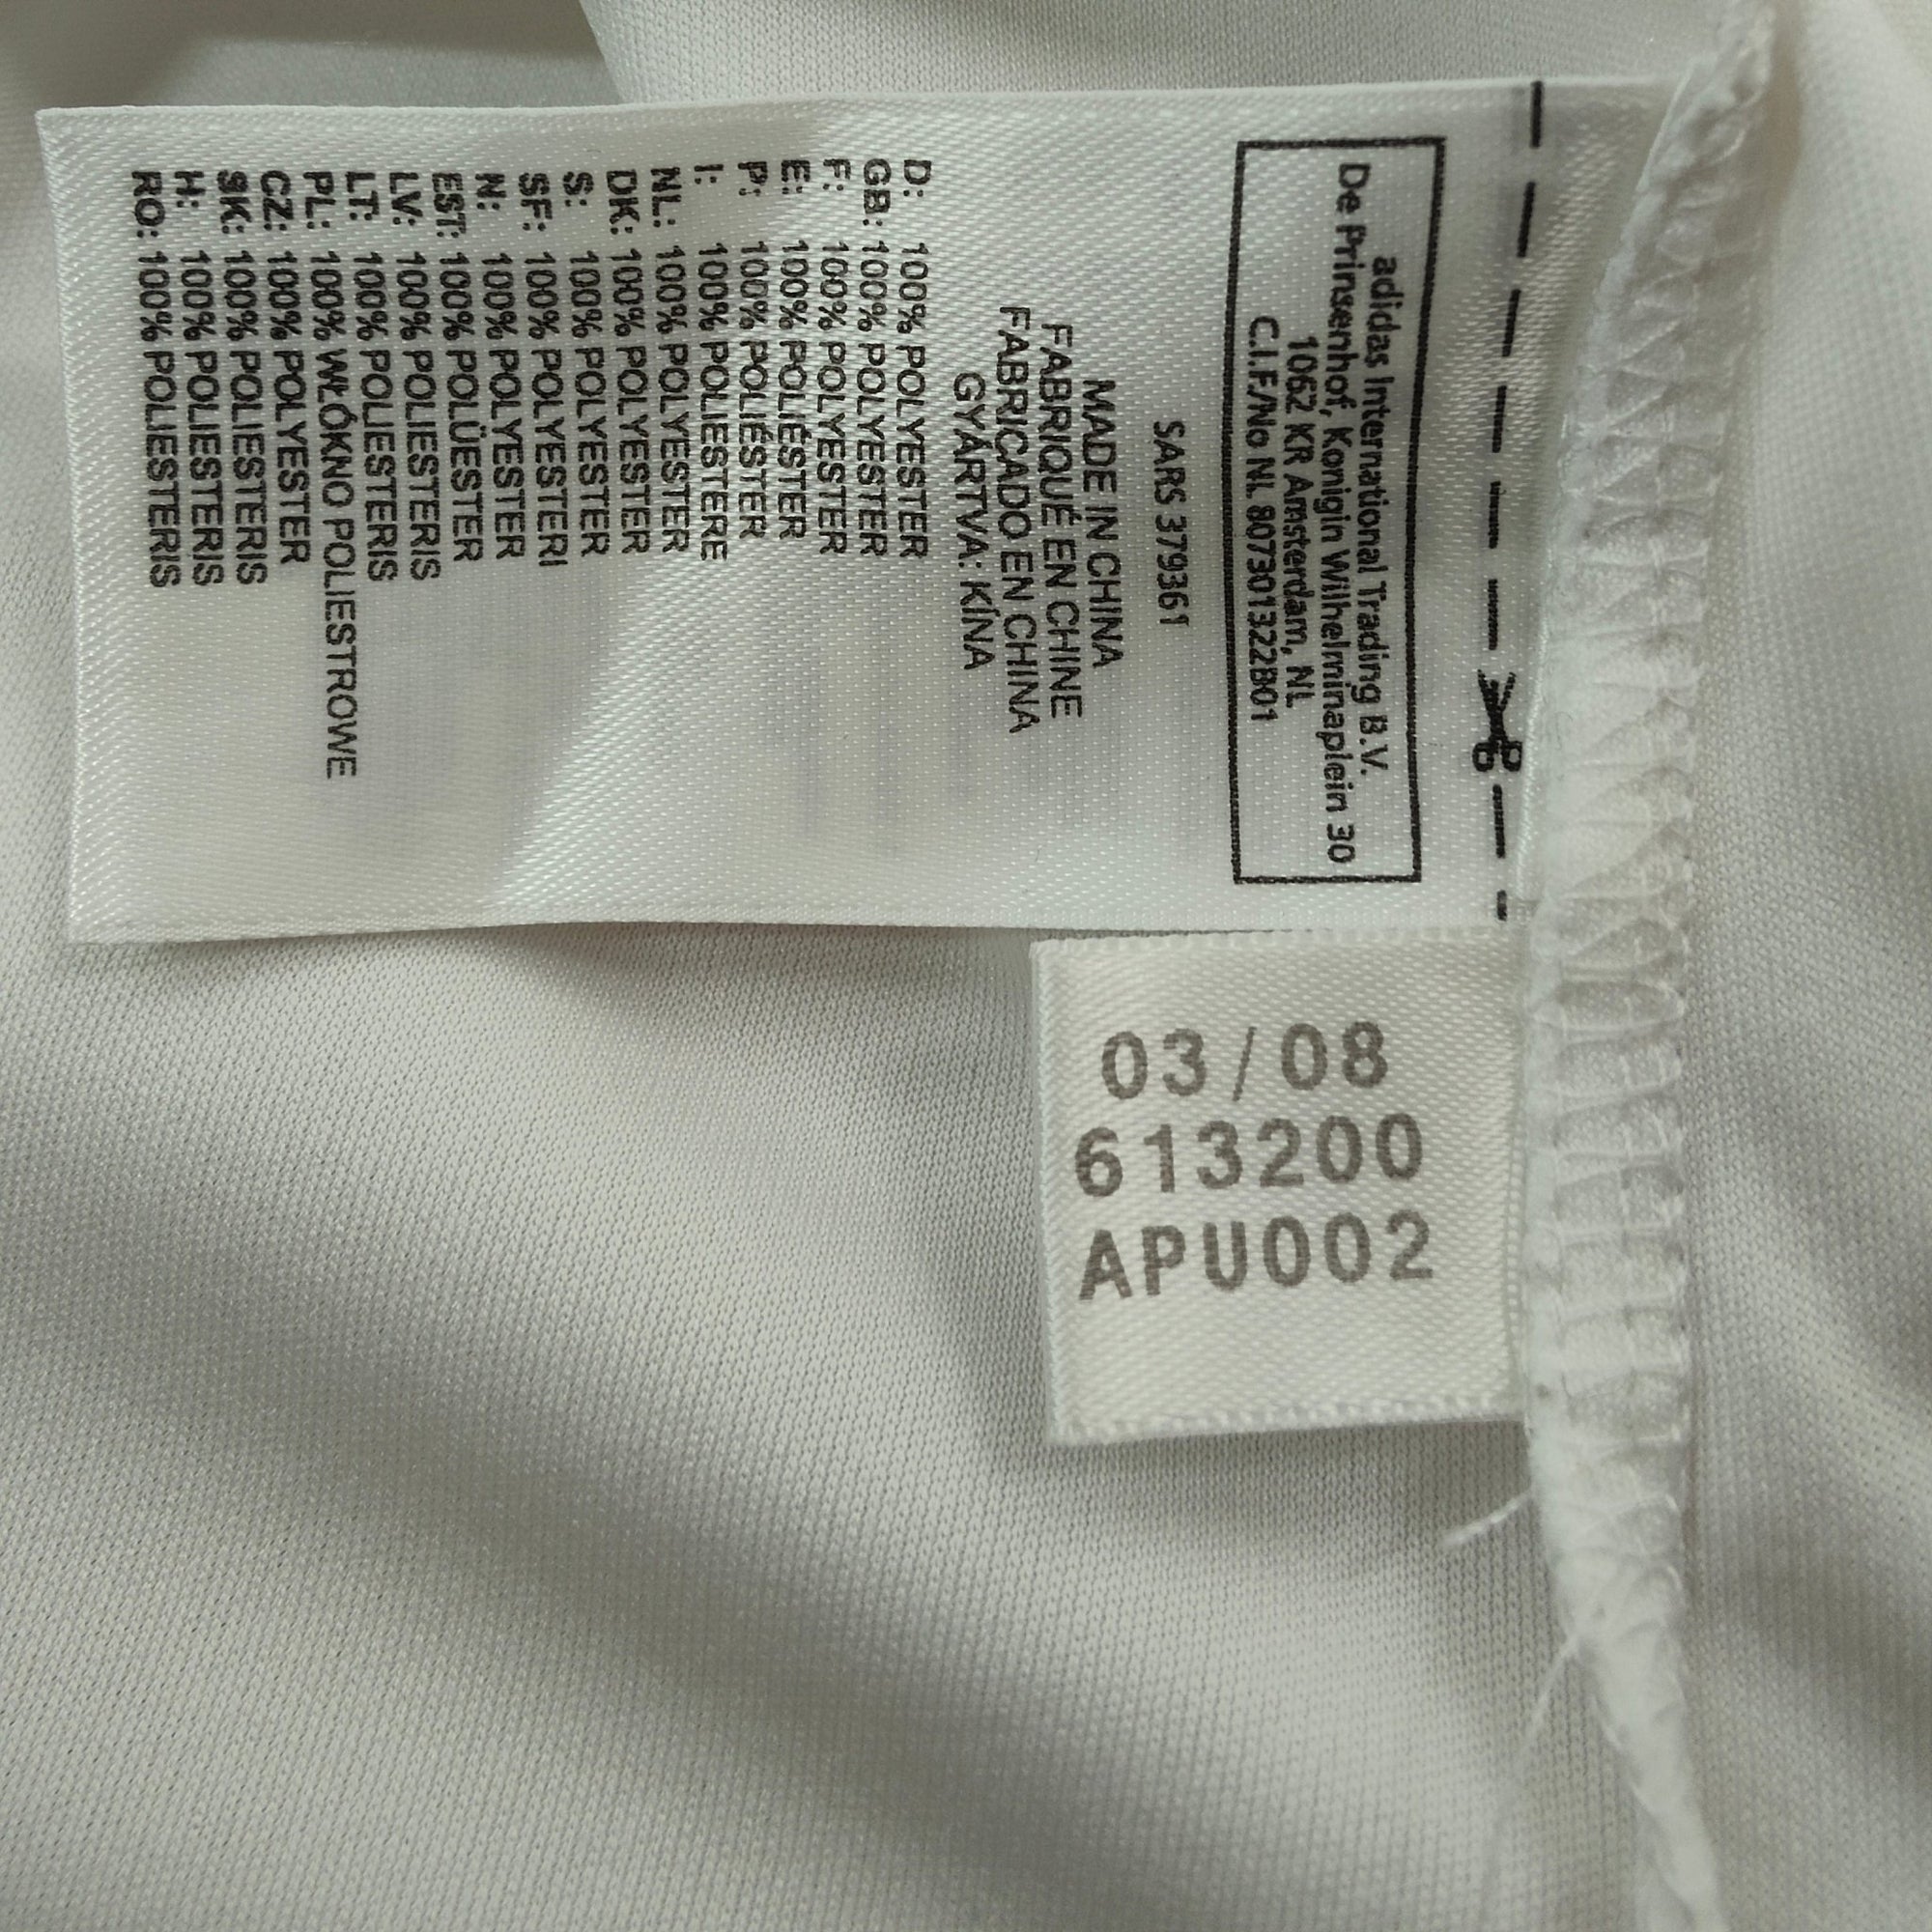 adidas International Trading B.V.
De Prinsenhof, Konigin Wilhelminaplein 30
1062 KR Amsterdam, NL
C.I.F./No NL 807301322B01
SARS 379361
MADE IN CHINA
FABRIQUÉ EN CHINE
FABRICADO EN CHINA
GYÁRTVA: KÍNA
D: 100% POLYESTER
GB: 100% POLYESTER
F: 100% POLYESTER
E: 100% POLIÉSTER
P: 100% POLIÉSTER
I: 100% POLIESTERE
NL: 100% POLYESTER
DK: 100% POLYESTER
S: 100% POLYESTER
SF: 100% POLYESTERI
N: 100% POLYESTER
EST: 100% POLÜESTER
LV: 100% POLIESTERIS
LT: 100% POLIESTERIS
PL: 100% WŁÓKNO POLIESTROWE
CZ: 100% POLYESTER
SK: 100% POLIESTERIS
H: 100% POLIESTERIS
RO: 100% POLIESTERIS
03/08
613200
APU002